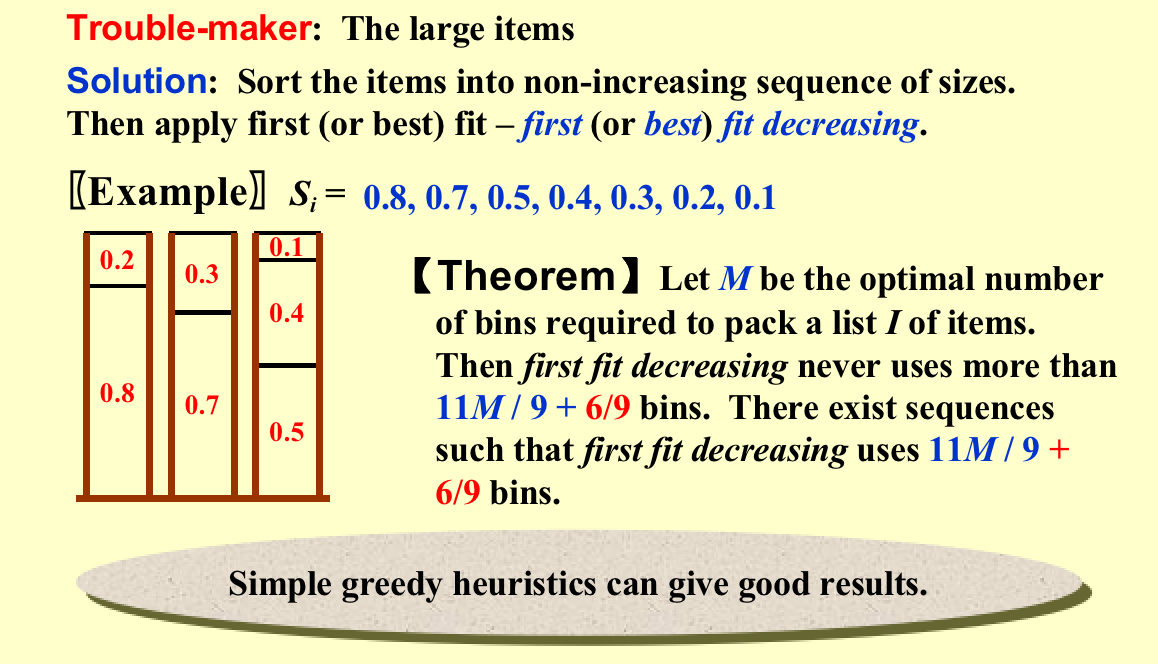 Trouble-maker: The large items
Solution: Sort the items into non-increasing sequence of sizes.
Then apply first (or best) fit – first (or best) fit decreasing.
〖Example〗 Si = 0.8, 0.7, 0.5, 0.4, 0.3, 0.2, 0.1
0.2
0.8
0.3
0.7
0.1
0.4
0.5
【Theorem】Let M be the optimal number
of bins required to pack a list I of items.
Then first fit decreasing never uses more than
11M / 9 + 6/9 bins. There exist sequences
such that first fit decreasing uses 11M / 9 +
6/9 bins.
Simple greedy heuristics can give good results.